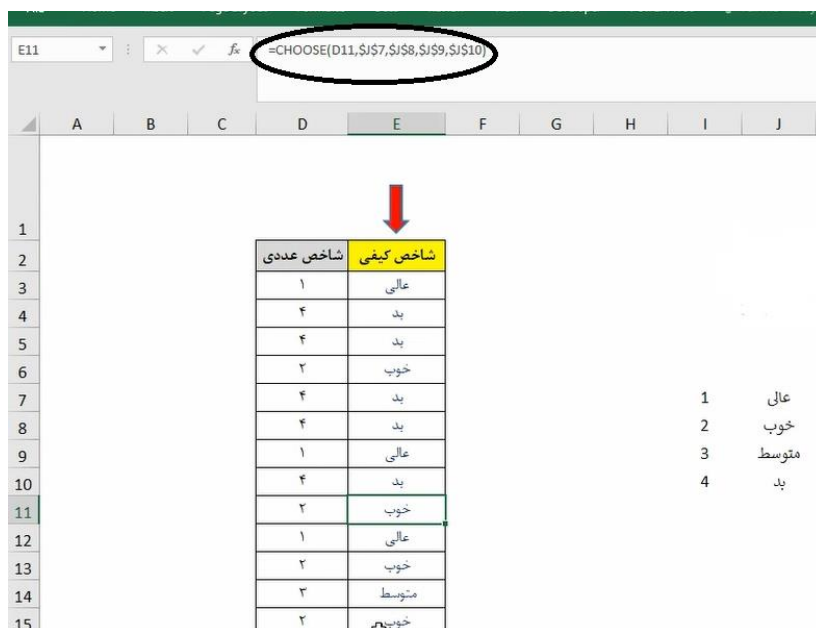 E11 fx =CHOOSE(D11,$J$7,$J$8,$J$9,$J$10)
A B C D E F G H I J
1
2 شاخص عددی شاخص کیفی
3 ۱ عالی
4 ۴ بد
5 ۴ بد
6 ۲ خوب
7 ۴ بد 1 عالی
8 ۴ بد 2 خوب
9 ۱ عالی 3 متوسط
10 ۴ بد 4 بد
11 ۲ خوب
12 ۱ عالی
13 ۲ خوب
14 ۳ متوسط
15 ۲ خوب